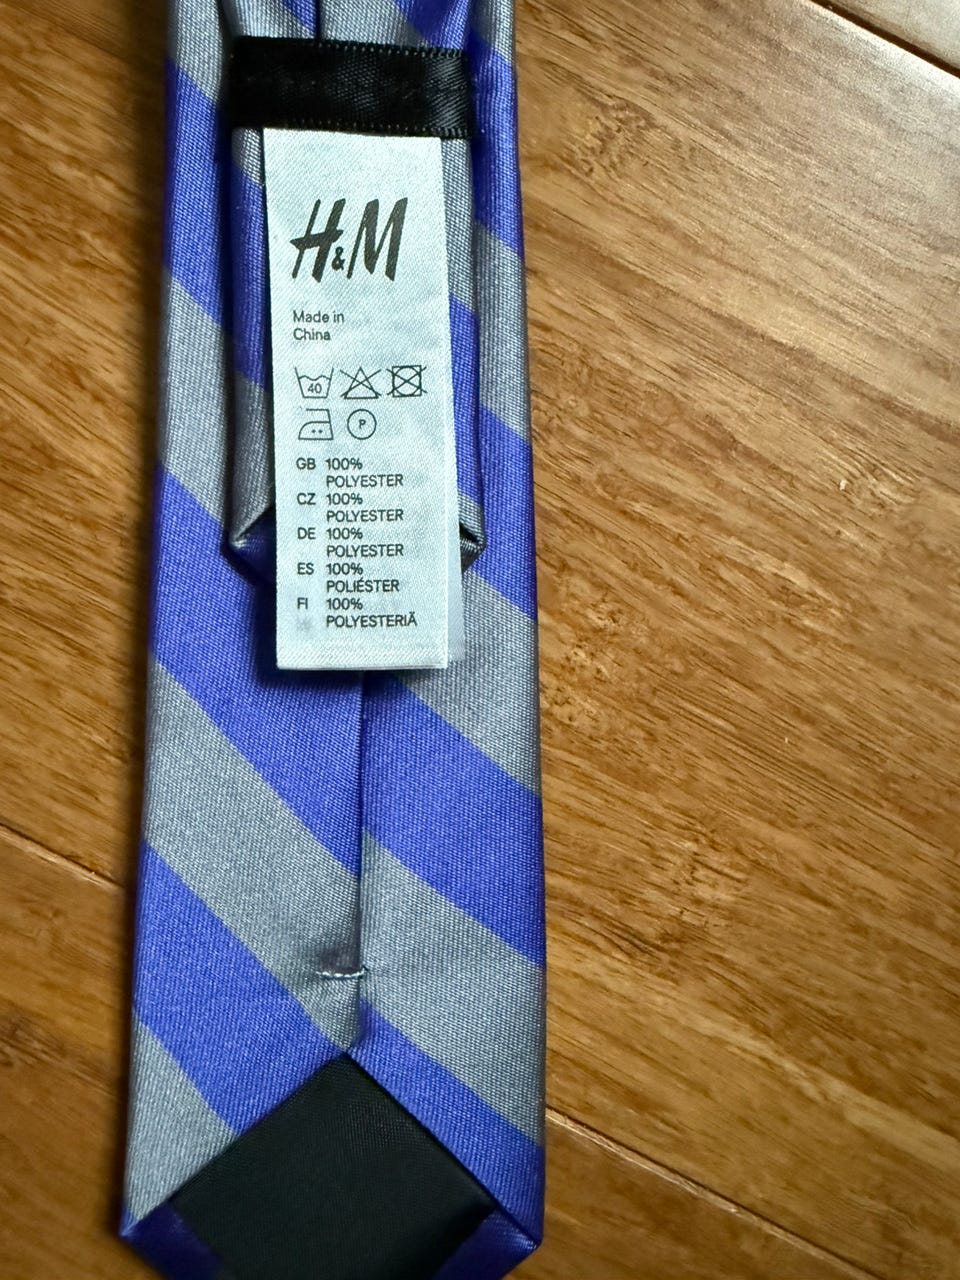 H&M
Made in
China
40
P
GB 100%
POLYESTER
CZ 100%
POLYESTER
DE 100%
POLYESTER
ES 100%
POLIÉSTER
FI 100%
POLYESTERIÄ